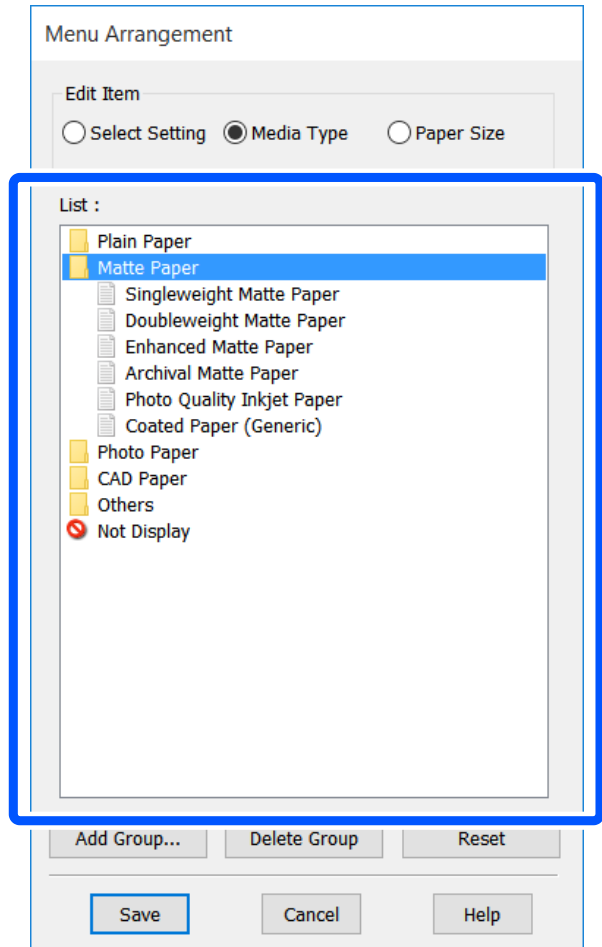 Menu Arrangement
Edit Item
Select Setting Media Type Paper Size
List :
Plain Paper
Matte Paper
Singleweight Matte Paper
Doubleweight Matte Paper
Enhanced Matte Paper
Archival Matte Paper
Photo Quality Inkjet Paper
Coated Paper (Generic)
Photo Paper
CAD Paper
Others
Not Display
Add Group... Delete Group Reset
Save Cancel Help